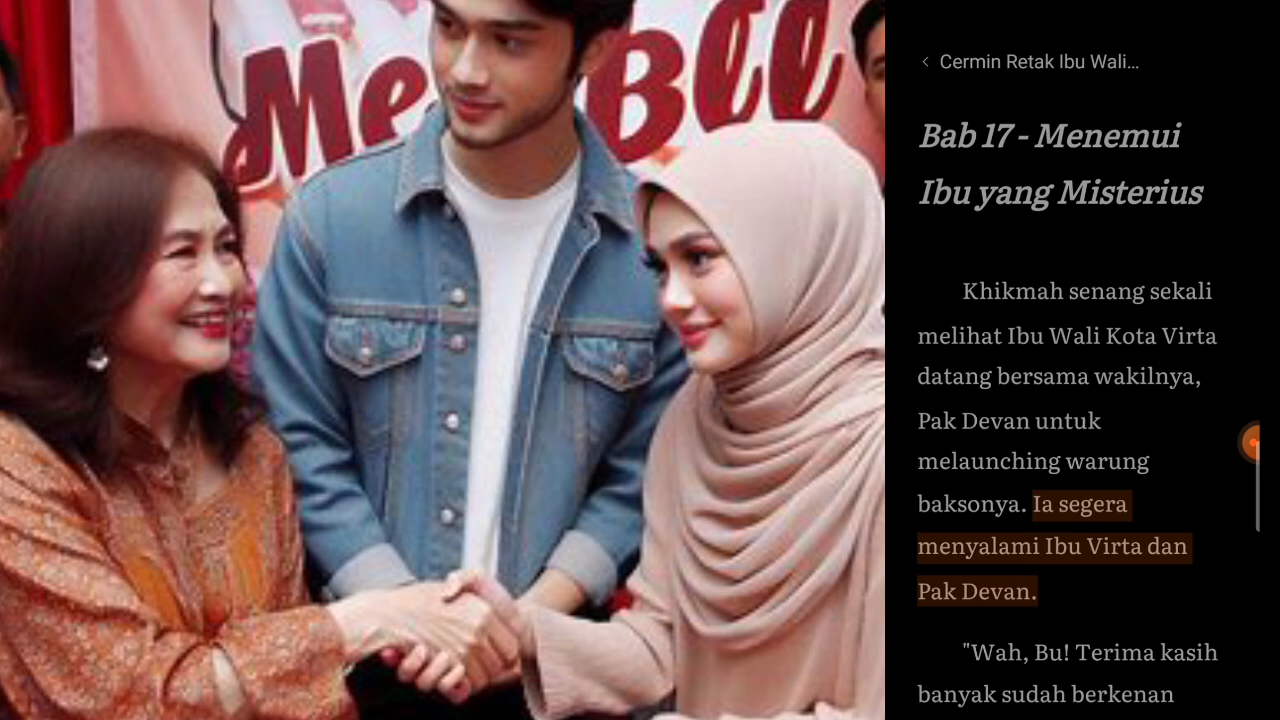 Me Bll
< Cermin Retak Ibu Wali...
Bab 17 - Menemui
Ibu yang Misterius
Khikmah senang sekali
melihat Ibu Wali Kota Virta
datang bersama wakilnya,
Pak Devan untuk
melaunching warung
baksonya. Ia segera
menyalami Ibu Virta dan
Pak Devan.
"Wah, Bu! Terima kasih
banyak sudah berkenan